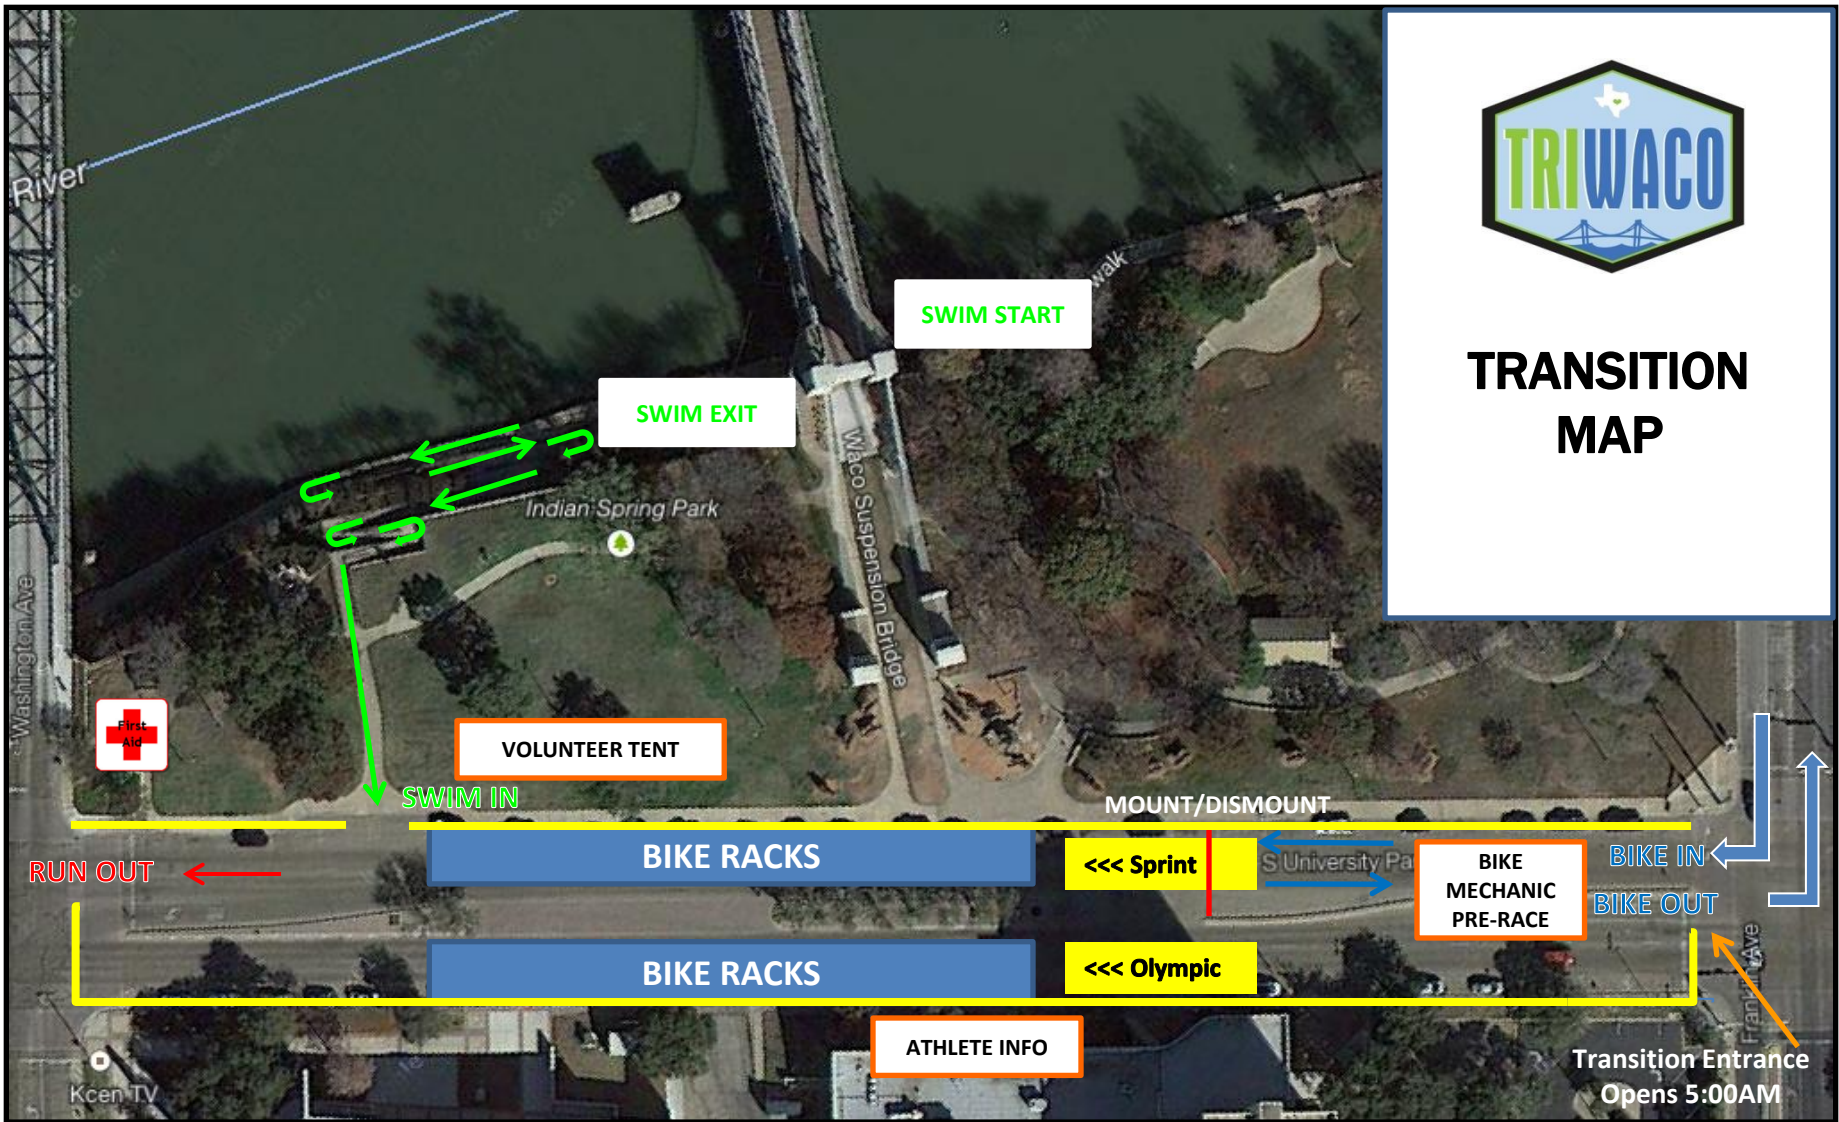 TRIWACO
TRANSITION
MAP
River
walk
SWIM START
SWIM EXIT
Indian Spring Park
Waco Suspension Bridge
Washington Ave
First
Aid
VOLUNTEER TENT
SWIM IN
MOUNT/DISMOUNT
RUN OUT
BIKE RACKS
<<< Sprint
S University Pa
BIKE
MECHANIC
PRE-RACE
BIKE IN
BIKE OUT
BIKE RACKS
<<< Olympic
Franklin Ave
ATHLETE INFO
Kcen TV
Transition Entrance
Opens 5:00AM